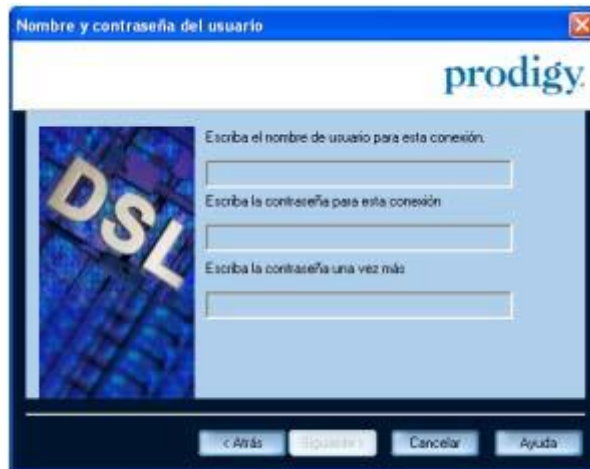 Nombre y contraseña del usuario
prodigy
DSL
Escriba el nombre de usuario para esta conexión.
Escriba la contraseña para esta conexión
Escriba la contraseña una vez más
< Atrás
Siguiente >
Cancelar
Ayuda